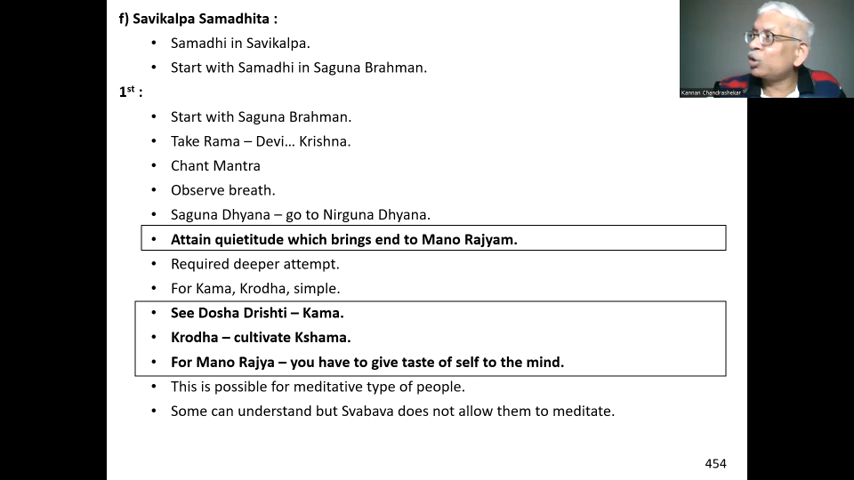 f) Savikalpa Samadhita :
• Samadhi in Savikalpa.
• Start with Samadhi in Saguna Brahman.
1st :
• Start with Saguna Brahman.
• Take Rama – Devi... Krishna.
• Chant Mantra
• Observe breath.
• Saguna Dhyana – go to Nirguna Dhyana.
• Attain quietitude which brings end to Mano Rajyam.
• Required deeper attempt.
• For Kama, Krodha, simple.
• See Dosha Drishti – Kama.
• Krodha – cultivate Kshama.
• For Mano Rajya – you have to give taste of self to the mind.
• This is possible for meditative type of people.
• Some can understand but Svabava does not allow them to meditate.
454
Kannan Chandrashekar